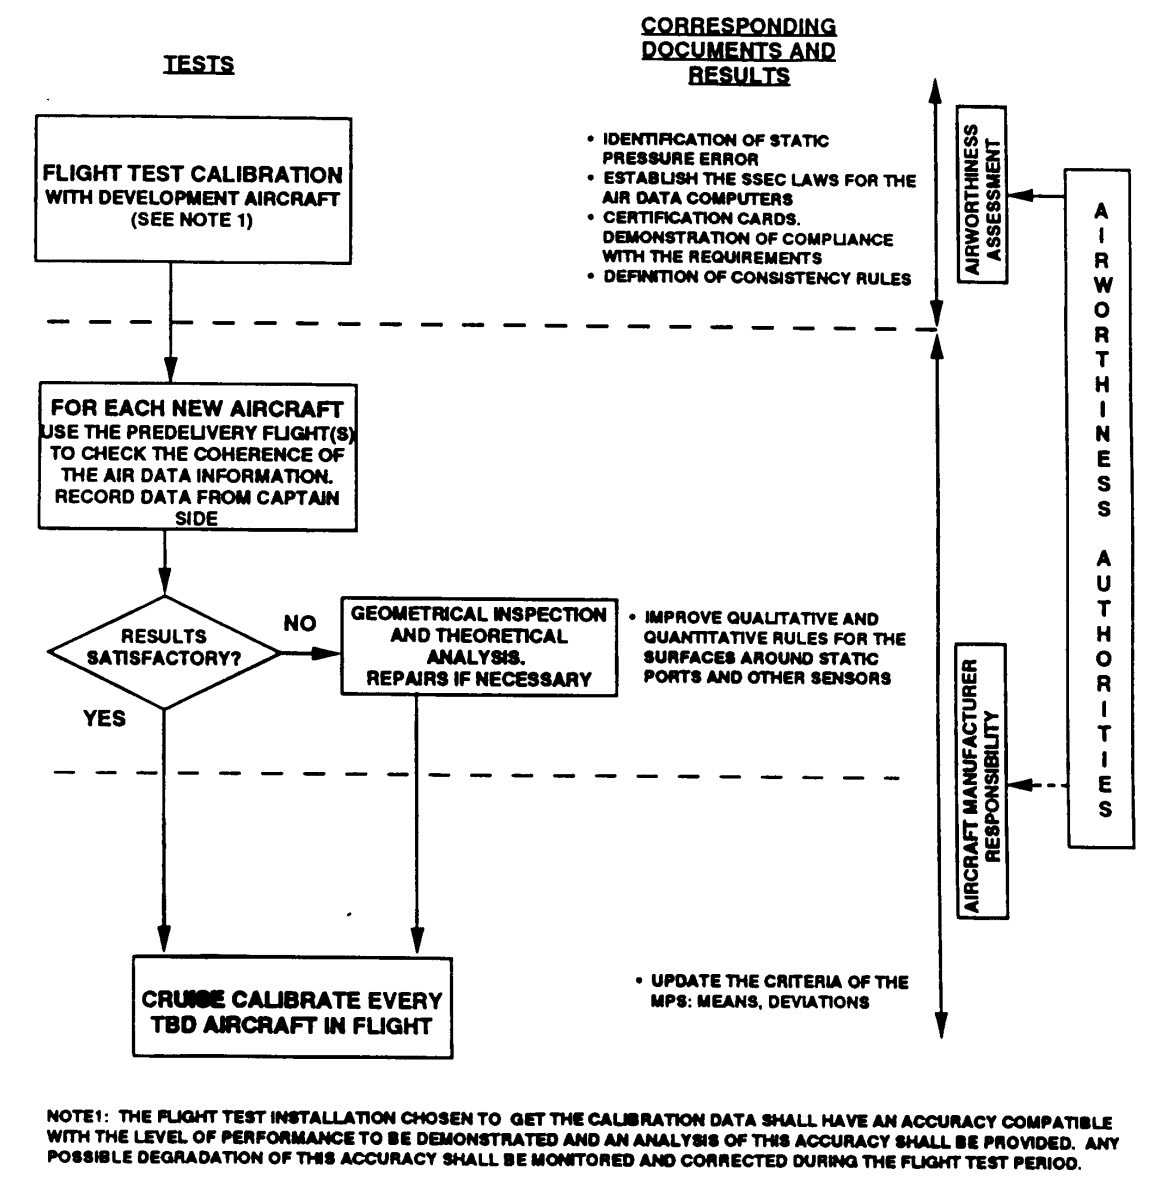 TESTS
CORRESPONDING
DOCUMENTS AND
RESULTS
FLIGHT TEST CALIBRATION
WITH DEVELOPMENT AIRCRAFT
(SEE NOTE 1)
• IDENTIFICATION OF STATIC
PRESSURE ERROR
• ESTABLISH THE SSEC LAWS FOR THE
AIR DATA COMPUTERS
• CERTIFICATION CARDS.
DEMONSTRATION OF COMPLIANCE
WITH THE REQUIREMENTS
• DEFINITION OF CONSISTENCY RULES
AIRWORTHINESS
ASSESSMENT
AIRWORTHINESS AUTHORITIES
FOR EACH NEW AIRCRAFT
USE THE PREDELIVERY FLIGHT(S)
TO CHECK THE COHERENCE OF
THE AIR DATA INFORMATION.
RECORD DATA FROM CAPTAIN
SIDE
RESULTS
SATISFACTORY?
NO
YES
GEOMETRICAL INSPECTION
AND THEORETICAL
ANALYSIS.
REPAIRS IF NECESSARY
• IMPROVE QUALITATIVE AND
QUANTITATIVE RULES FOR THE
SURFACES AROUND STATIC
PORTS AND OTHER SENSORS
AIRCRAFT MANUFACTURER
RESPONSIBILITY
CRUISE CALIBRATE EVERY
TBD AIRCRAFT IN FLIGHT
• UPDATE THE CRITERIA OF THE
MPS: MEANS, DEVIATIONS
NOTE1: THE FLIGHT TEST INSTALLATION CHOSEN TO GET THE CALIBRATION DATA SHALL HAVE AN ACCURACY COMPATIBLE
WITH THE LEVEL OF PERFORMANCE TO BE DEMONSTRATED AND AN ANALYSIS OF THIS ACCURACY SHALL BE PROVIDED. ANY
POSSIBLE DEGRADATION OF THIS ACCURACY SHALL BE MONITORED AND CORRECTED DURING THE FLIGHT TEST PERIOD.